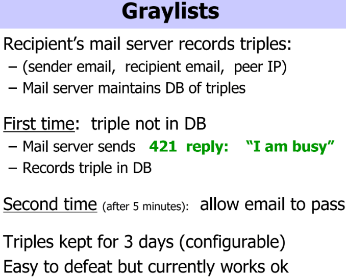 Graylists
Recipient's mail server records triples:
– (sender email, recipient email, peer IP)
– Mail server maintains DB of triples
First time: triple not in DB
– Mail server sends 421 reply: “I am busy”
– Records triple in DB
Second time (after 5 minutes): allow email to pass
Triples kept for 3 days (configurable)
Easy to defeat but currently works ok